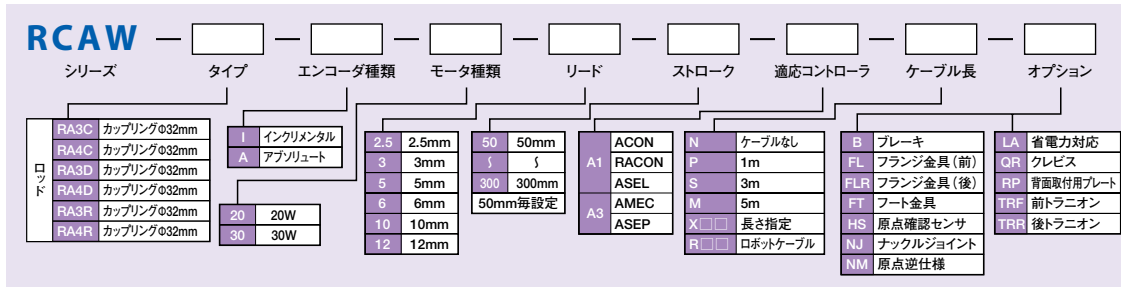 RCAW — — — — — — — —
シリーズ タイプ エンコーダ種類 モータ種類 リード ストローク 適応コントローラ ケーブル長 オプション
ロッド
RA3C カップリングΦ32mm
RA4C カップリングΦ32mm
RA3D カップリングΦ32mm
RA4D カップリングΦ32mm
RA3R カップリングΦ32mm
RA4R カップリングΦ32mm
I インクリメンタル
A アブソリュート
20 20W
30 30W
2.5 2.5mm
3 3mm
5 5mm
6 6mm
10 10mm
12 12mm
50 50mm
〜 〜
300 300mm
50mm毎設定
A1
ACON
RACON
ASEL
A3
AMEC
ASEP
N ケーブルなし
P 1m
S 3m
M 5m
X□□ 長さ指定
R□□ ロボットケーブル
B ブレーキ
FL フランジ金具(前)
FLR フランジ金具(後)
FT フート金具
HS 原点確認センサ
NJ ナックルジョイント
NM 原点逆仕様
LA 省電力対応
QR クレビス
RP 背面取付用プレート
TRF 前トラニオン
TRR 後トラニオン